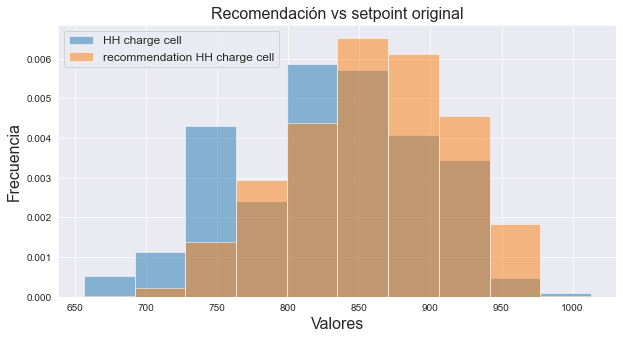 Recomendación vs setpoint original
HH charge cell
recommendation HH charge cell
Frecuencia
0.006
0.005
0.004
0.003
0.002
0.001
0.000
650 700 750 800 850 900 950 1000
Valores